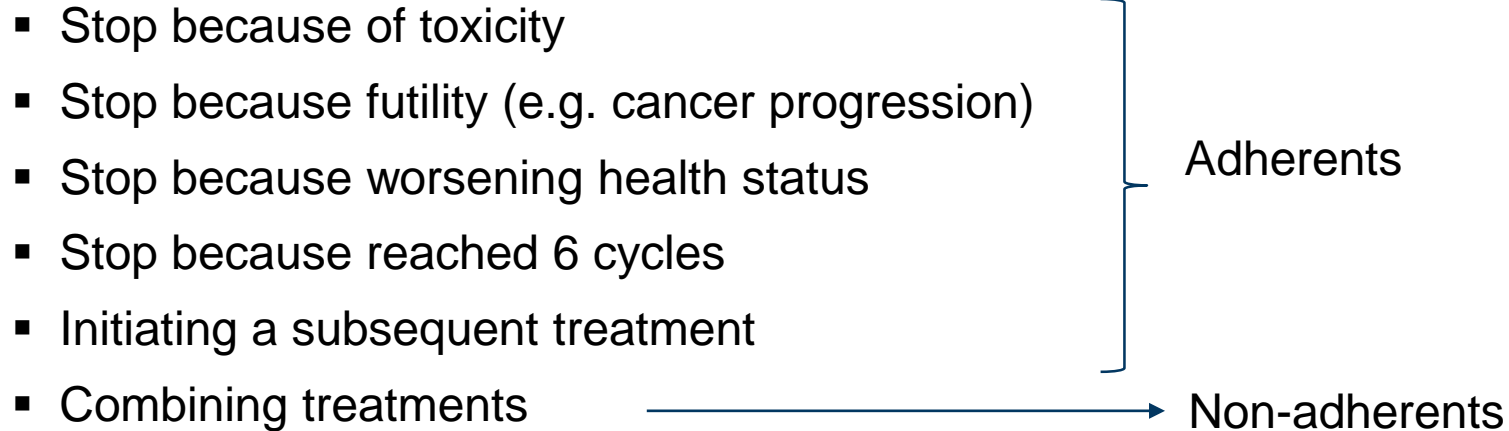 ▪ Stop because of toxicity
▪ Stop because futility (e.g. cancer progression)
▪ Stop because worsening health status
▪ Stop because reached 6 cycles
▪ Initiating a subsequent treatment
Adherents
▪ Combining treatments
Non-adherents